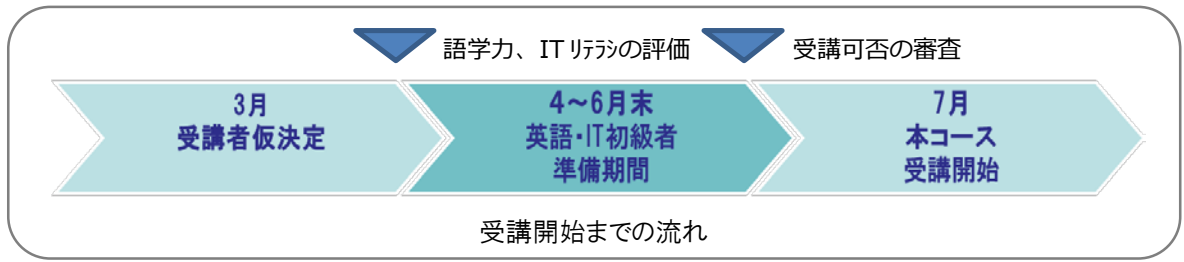 語学力、ITﾘﾃﾗｼの評価
受講可否の審査
3月
受講者仮決定
4～6月末
英語・IT初級者
準備期間
7月
本コース
受講開始
受講開始までの流れ